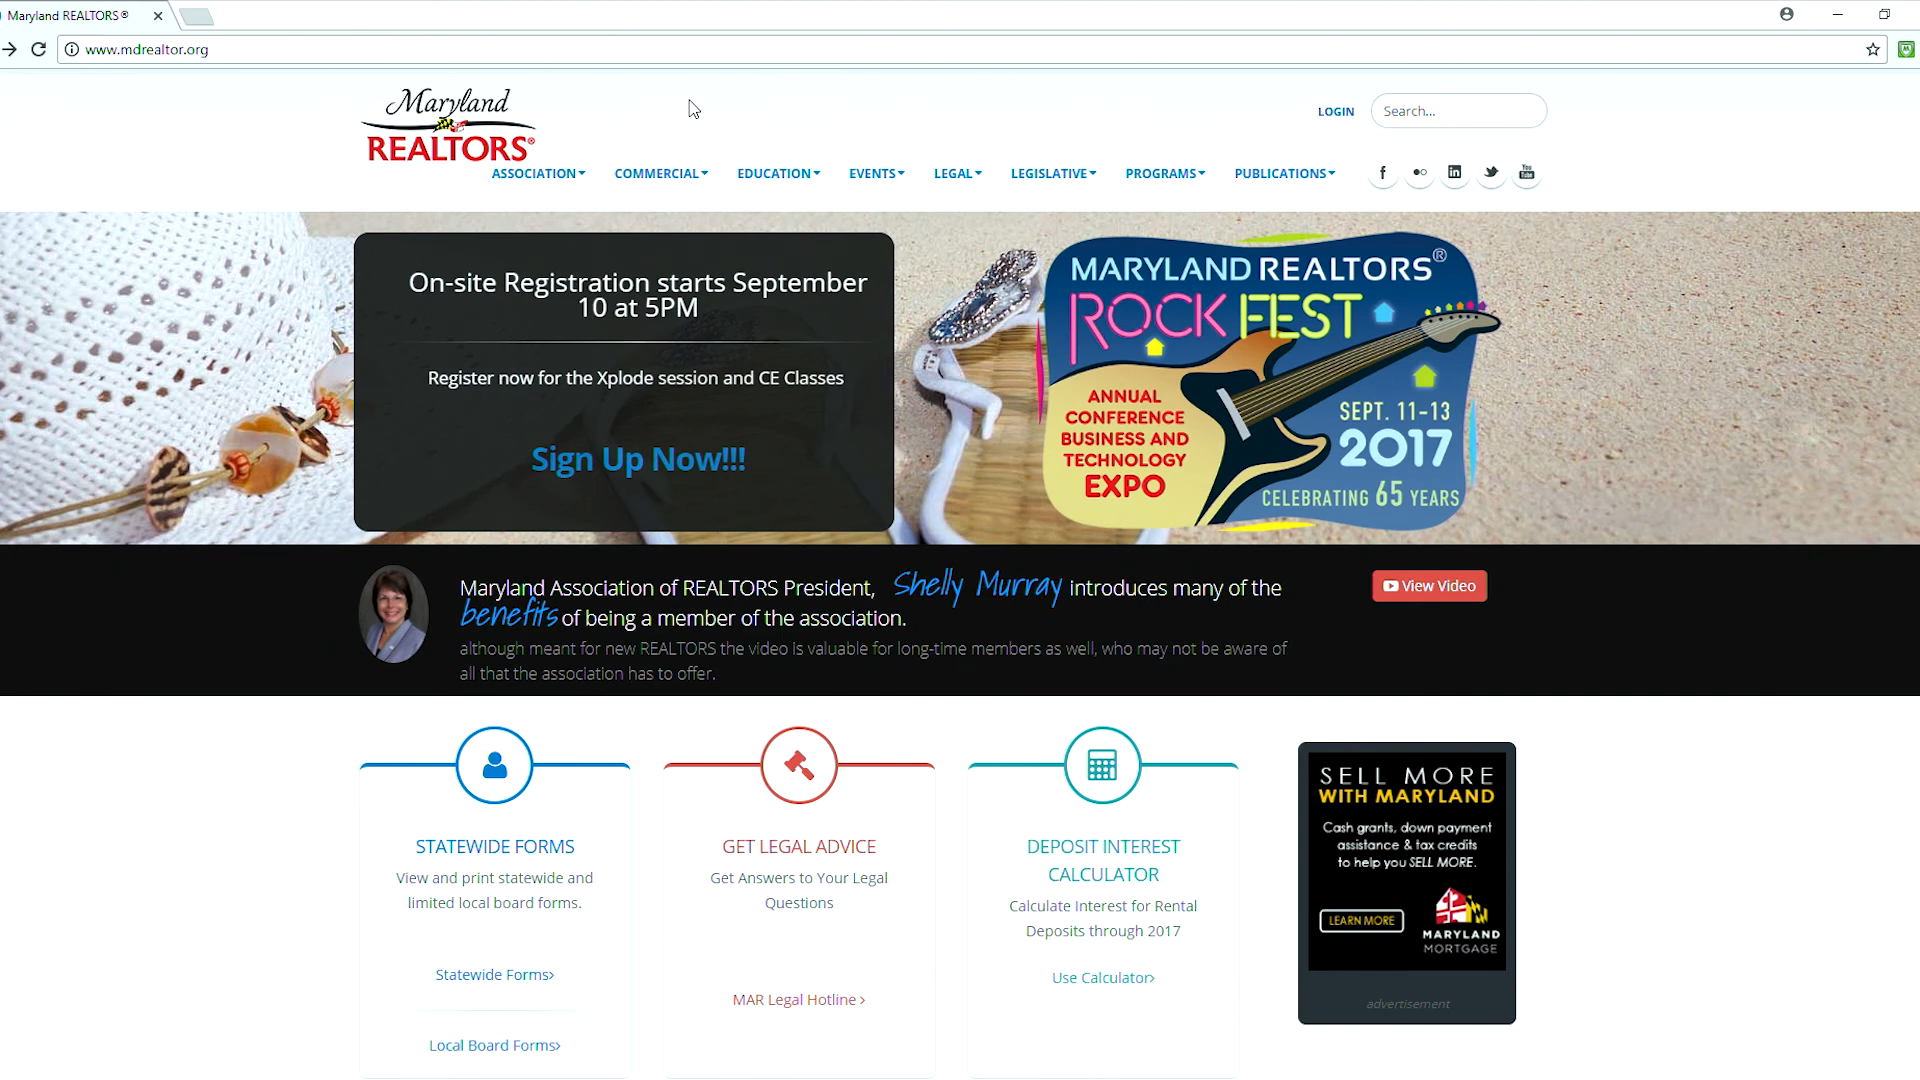 Maryland REALTORS®
www.mdrealtor.org
Maryland
REALTORS®
LOGIN
Search...
ASSOCIATION
COMMERCIAL
EDUCATION
EVENTS
LEGAL
LEGISLATIVE
PROGRAMS
PUBLICATIONS
You
Tube
On-site Registration starts September
10 at 5PM
Register now for the Xplode session and CE Classes
Sign Up Now!!!
MARYLAND REALTORS®
ROCK FEST
ANNUAL
CONFERENCE
BUSINESS AND
TECHNOLOGY
EXPO
SEPT. 11-13
2017
CELEBRATING 65 YEARS
Maryland Association of REALTORS President, Shelly Murray introduces many of the
benefits of being a member of the association.
although meant for new REALTORS the video is valuable for long-time members as well, who may not be aware of
all that the association has to offer.
View Video
STATEWIDE FORMS
View and print statewide and
limited local board forms.
Statewide Forms›
Local Board Forms›
GET LEGAL ADVICE
Get Answers to Your Legal
Questions
MAR Legal Hotline ›
DEPOSIT INTEREST
CALCULATOR
Calculate Interest for Rental
Deposits through 2017
Use Calculator›
SELL MORE
WITH MARYLAND
Cash grants, down payment
assistance & tax credits
to help you SELL MORE.
LEARN MORE
MARYLAND
MORTGAGE
advertisement